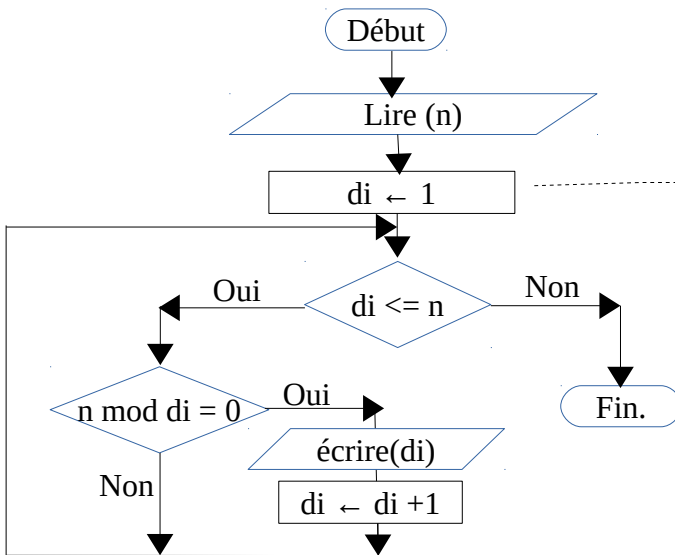 Début
Lire (n)
di ← 1
Oui
di <= n
Non
n mod di = 0
Oui
Fin.
écrire(di)
Non
di ← di +1